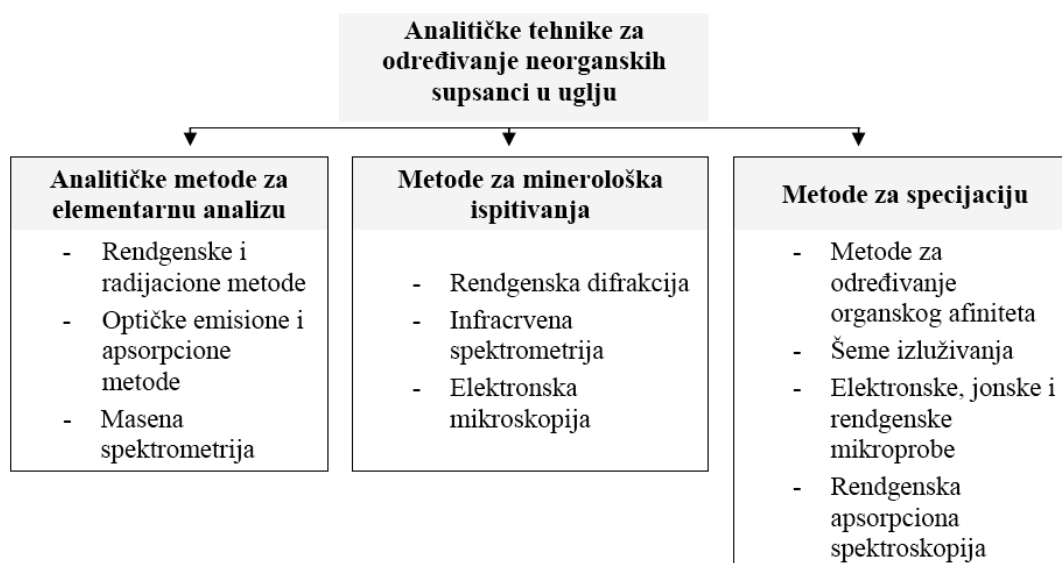 Analitičke tehnike za
određivanje neorganskih
supsanci u uglju
Analitičke metode za
elementarnu analizu
- Rendgenske i
radijacione metode
- Optičke emisione i
apsorpcione
metode
- Masena
spektrometrija
Metode za minerološka
ispitivanja
- Rendgenska difrakcija
- Infracrvena
spektrometrija
- Elektronska
mikroskopija
Metode za specijaciju
- Metode za
određivanje
organskog afiniteta
- Šeme izluživanja
- Elektronske, jonske i
rendgenske
mikroprobe
- Rendgenska
apsorpciona
spektroskopija